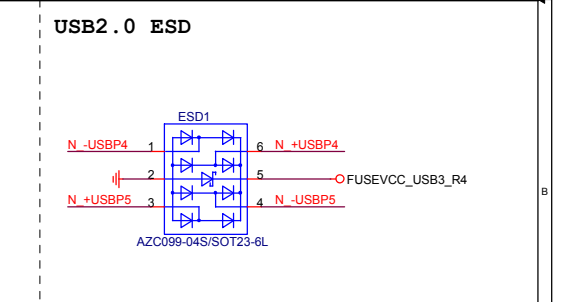 USB2.0 ESD
ESD1
N_-USBP4 1 6 N_+USBP4
2 5 FUSEVCC_USB3_R4
B
N_+USBP5 3 4 N_-USBP5
AZC099-04S/SOT23-6L